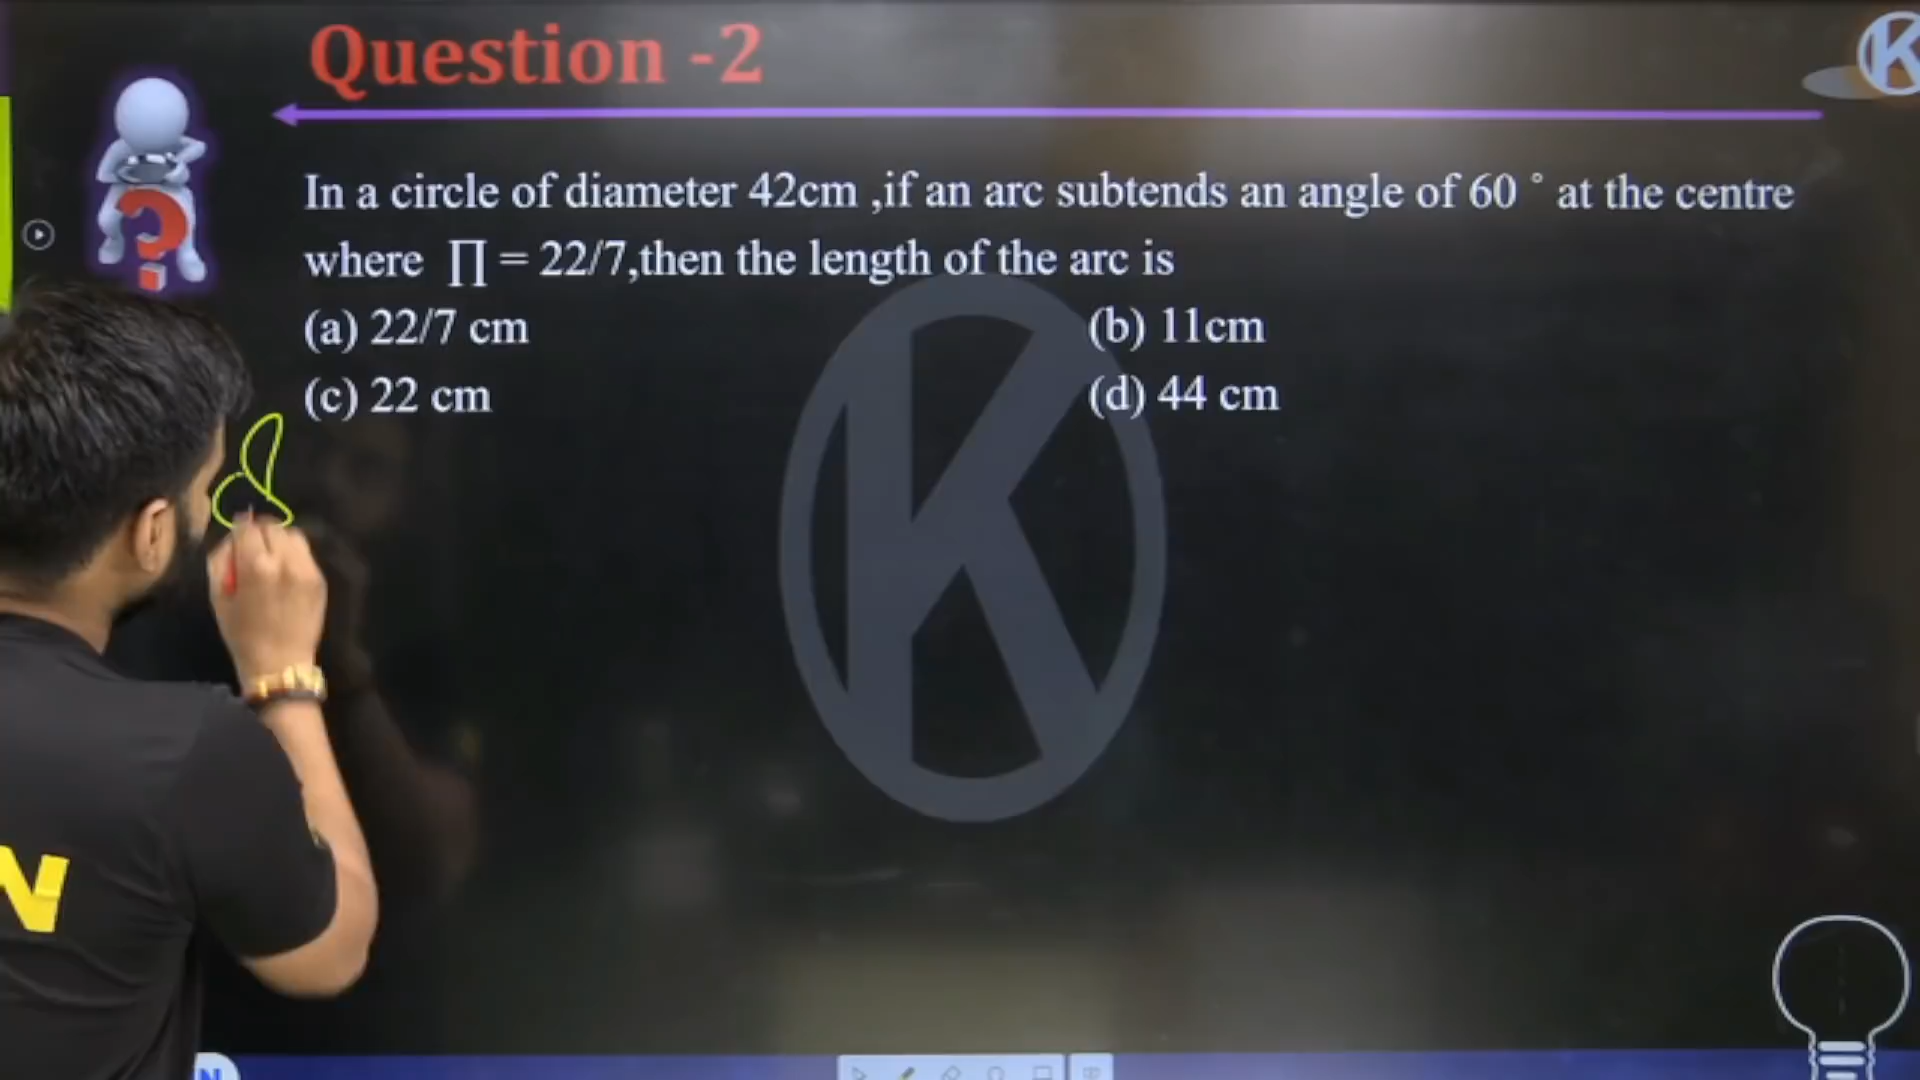 Question -2
In a circle of diameter 42cm ,if an arc subtends an angle of 60 ° at the centre
where ∏ = 22/7,then the length of the arc is
(a) 22/7 cm
(b) 11cm
(c) 22 cm
(d) 44 cm
K
K
N
N